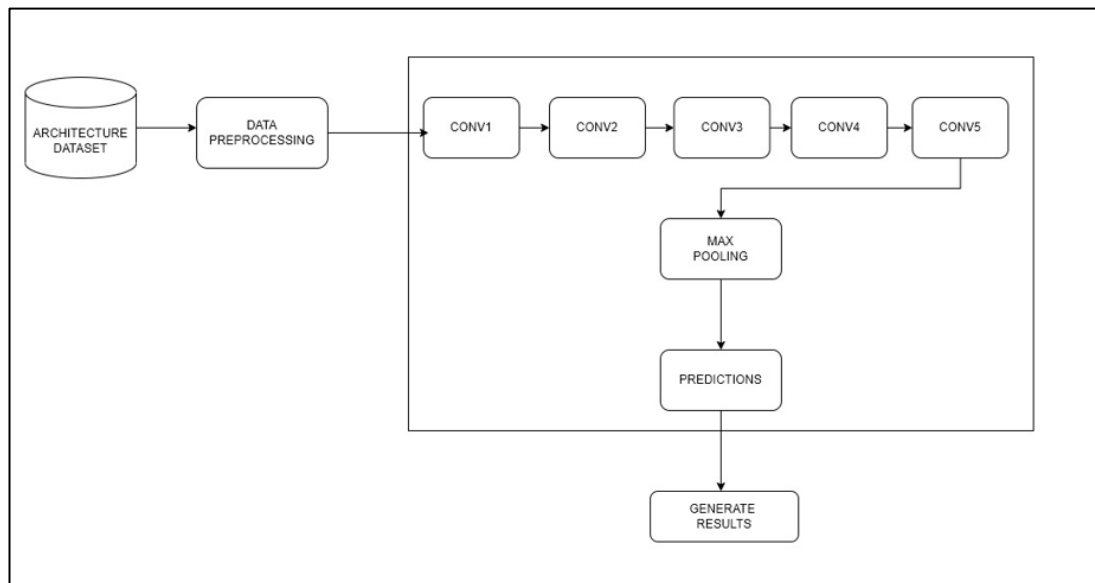 ARCHITECTURE
DATASET
DATA
PREPROCESSING
CONV1
CONV2
CONV3
CONV4
CONV5
MAX
POOLING
PREDICTIONS
GENERATE
RESULTS